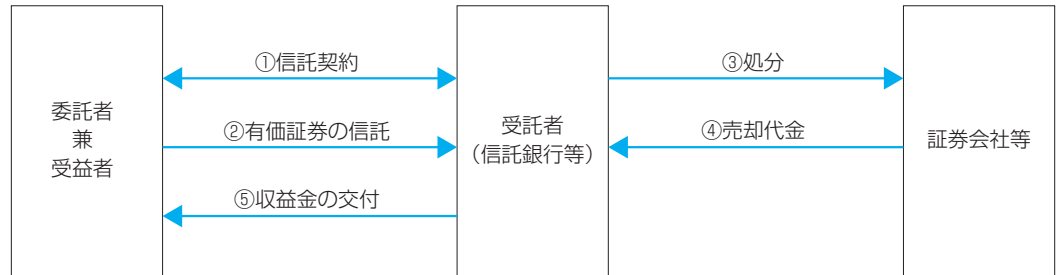 委託者
兼
受益者
①信託契約
②有価証券の信託
⑤収益金の交付
受託者
（信託銀行等）
③処分
④売却代金
証券会社等